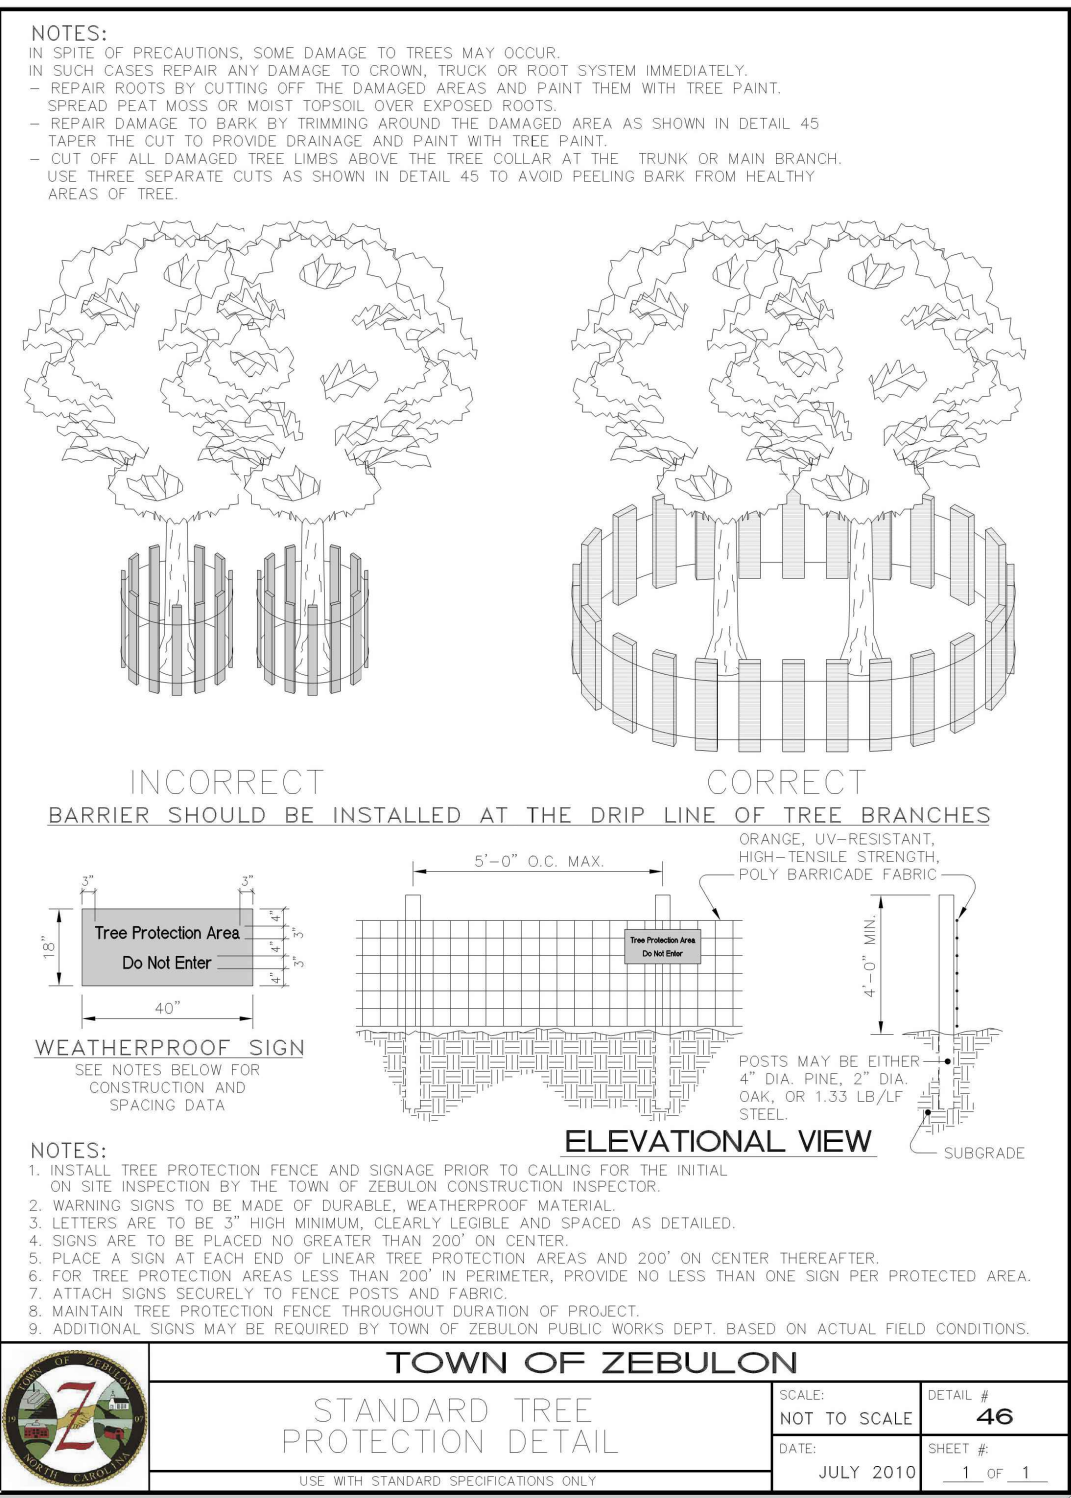 NOTES:
IN SPITE OF PRECAUTIONS, SOME DAMAGE TO TREES MAY OCCUR.
IN SUCH CASES REPAIR ANY DAMAGE TO CROWN, TRUCK OR ROOT SYSTEM IMMEDIATELY.
– REPAIR ROOTS BY CUTTING OFF THE DAMAGED AREAS AND PAINT THEM WITH TREE PAINT.
SPREAD PEAT MOSS OR MOIST TOPSOIL OVER EXPOSED ROOTS.
– REPAIR DAMAGE TO BARK BY TRIMMING AROUND THE DAMAGED AREA AS SHOWN IN DETAIL 45
TAPER THE CUT TO PROVIDE DRAINAGE AND PAINT WITH TREE PAINT.
– CUT OFF ALL DAMAGED TREE LIMBS ABOVE THE TREE COLLAR AT THE TRUNK OR MAIN BRANCH.
USE THREE SEPARATE CUTS AS SHOWN IN DETAIL 45 TO AVOID PEELING BARK FROM HEALTHY
AREAS OF TREE.
INCORRECT
CORRECT
BARRIER SHOULD BE INSTALLED AT THE DRIP LINE OF TREE BRANCHES
3"
3"
18"
Tree Protection Area
Do Not Enter
4"
3"
4"
3"
4"
40"
WEATHERPROOF SIGN
SEE NOTES BELOW FOR
CONSTRUCTION AND
SPACING DATA
5'-0" O.C. MAX.
ORANGE, UV-RESISTANT,
HIGH-TENSILE STRENGTH,
POLY BARRICADE FABRIC
Tree Protection Area
Do Not Enter
4'-0" MIN.
POSTS MAY BE EITHER
4" DIA. PINE, 2" DIA.
OAK, OR 1.33 LB/LF
STEEL.
SUBGRADE
ELEVATIONAL VIEW
NOTES:
1. INSTALL TREE PROTECTION FENCE AND SIGNAGE PRIOR TO CALLING FOR THE INITIAL
ON SITE INSPECTION BY THE TOWN OF ZEBULON CONSTRUCTION INSPECTOR.
2. WARNING SIGNS TO BE MADE OF DURABLE, WEATHERPROOF MATERIAL.
3. LETTERS ARE TO BE 3" HIGH MINIMUM, CLEARLY LEGIBLE AND SPACED AS DETAILED.
4. SIGNS ARE TO BE PLACED NO GREATER THAN 200' ON CENTER.
5. PLACE A SIGN AT EACH END OF LINEAR TREE PROTECTION AREAS AND 200' ON CENTER THEREAFTER.
6. FOR TREE PROTECTION AREAS LESS THAN 200' IN PERIMETER, PROVIDE NO LESS THAN ONE SIGN PER PROTECTED AREA.
7. ATTACH SIGNS SECURELY TO FENCE POSTS AND FABRIC.
8. MAINTAIN TREE PROTECTION FENCE THROUGHOUT DURATION OF PROJECT.
9. ADDITIONAL SIGNS MAY BE REQUIRED BY TOWN OF ZEBULON PUBLIC WORKS DEPT. BASED ON ACTUAL FIELD CONDITIONS.
TOWN OF ZEBULON
19 Z 07
NORTH CAROLINA
TOWN OF ZEBULON
STANDARD TREE
PROTECTION DETAIL
USE WITH STANDARD SPECIFICATIONS ONLY
SCALE:
NOT TO SCALE
DETAIL #
46
DATE:
JULY 2010
SHEET #:
1 OF 1